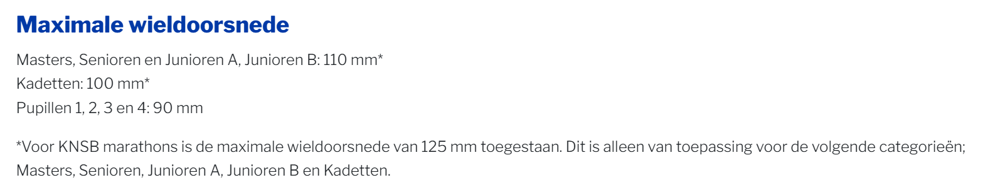 Maximale wieldoorsnede
Masters, Senioren en Junioren A, Junioren B: 110 mm*
Kadetten: 100 mm*
Pupillen 1, 2, 3 en 4: 90 mm
*Voor KNSB marathons is de maximale wieldoorsnede van 125 mm toegestaan. Dit is alleen van toepassing voor de volgende categorieën;
Masters, Senioren, Junioren A, Junioren B en Kadetten.